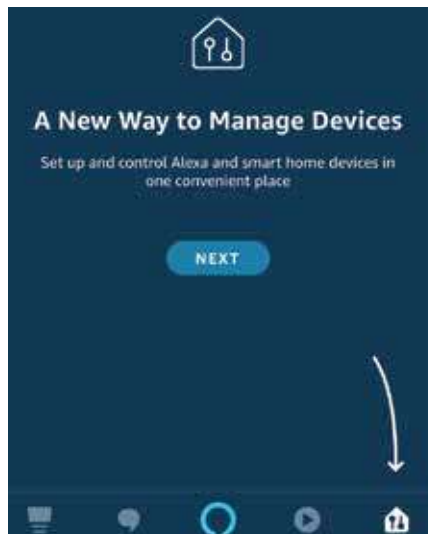 A New Way to Manage Devices
Set up and control Alexa and smart home devices in
one convenient place
NEXT